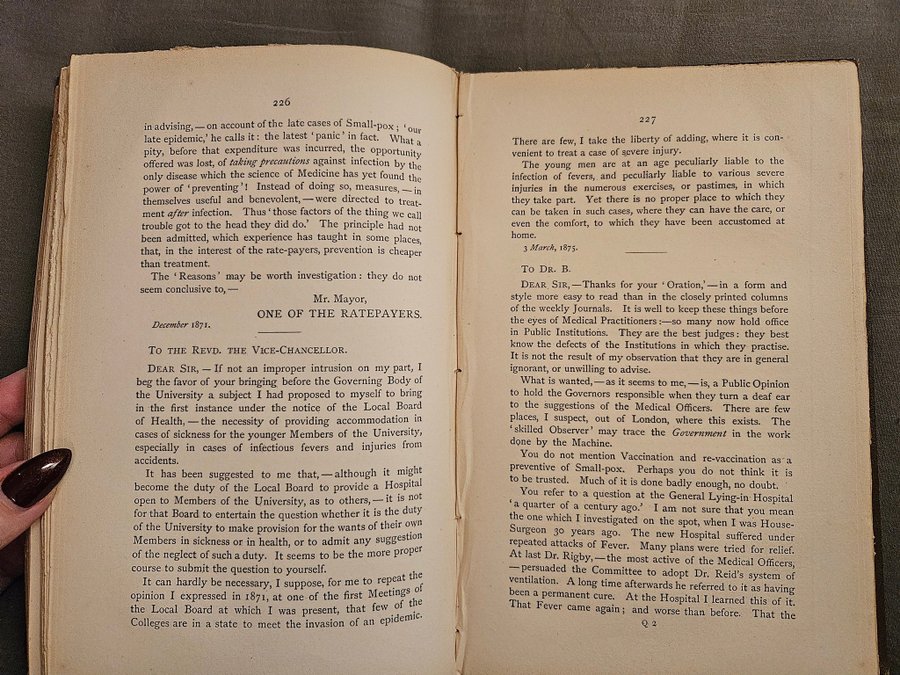 226
in advising, — on account of the late cases of Small-pox; 'our
late epidemic,' he calls it: the latest 'panic' in fact. What a
pity, before that expenditure was incurred, the opportunity
offered was lost, of taking precautions against infection by the
only disease which the science of Medicine has yet found the
power of 'preventing'! Instead of doing so, measures, — in
themselves useful and benevolent, — were directed to treat-
ment after infection. Thus 'those factors of the thing we call
trouble got to the head they did do.' The principle had not
been admitted, which experience has taught in some places,
that, in the interest of the rate-payers, prevention is cheaper
than treatment.
The 'Reasons' may be worth investigation: they do not
seem conclusive to, —
Mr. Mayor,
ONE OF THE RATEPAYERS.
December 1871.
To the Revd. the Vice-Chancellor.
Dear Sir, — If not an improper intrusion on my part, I
beg the favor of your bringing before the Governing Body of
the University a subject I had proposed to myself to bring
in the first instance under the notice of the Local Board
of Health, — the necessity of providing accommodation in
cases of sickness for the younger Members of the University,
especially in cases of infectious fevers and injuries from
accidents.
It has been suggested to me that, — although it might
become the duty of the Local Board to provide a Hospital
open to Members of the University, as to others, — it is not
for that Board to entertain the question whether it is the duty
of the University to make provision for the wants of their own
Members in sickness or in health, or to admit any suggestion
of the neglect of such a duty. It seems to be the more proper
course to submit the question to yourself.
It can hardly be necessary, I suppose, for me to repeat the
opinion I expressed in 1871, at one of the first Meetings of
the Local Board at which I was present, that few of the
Colleges are in a state to meet the invasion of an epidemic.
227
There are few, I take the liberty of adding, where it is con-
venient to treat a case of severe injury.
The young men are at an age peculiarly liable to the
infection of fevers, and peculiarly liable to various severe
injuries in the numerous exercises, or pastimes, in which
they take part. Yet there is no proper place to which they
can be taken in such cases, where they can have the care, or
even the comfort, to which they have been accustomed at
home.
3 March, 1875.
To Dr. B.
Dear Sir, — Thanks for your 'Oration,' — in a form and
style more easy to read than in the closely printed columns
of the weekly Journals. It is well to keep these things before
the eyes of Medical Practitioners: — so many now hold office
in Public Institutions. They are the best judges: they best
know the defects of the Institutions in which they practise.
It is not the result of my observation that they are in general
ignorant, or unwilling to advise.
What is wanted, — as it seems to me, — is, a Public Opinion
to hold the Governors responsible when they turn a deaf ear
to the suggestions of the Medical Officers. There are few
places, I suspect, out of London, where this exists. The
'skilled Observer' may trace the Government in the work
done by the Machine.
You do not mention Vaccination and re-vaccination as a
preventive of Small-pox. Perhaps you do not think it is
to be trusted. Much of it is done badly enough, no doubt.
You refer to a question at the General Lying-in Hospital
'a quarter of a century ago.' I am not sure that you mean
the one which I investigated on the spot, when I was House-
Surgeon 30 years ago. The new Hospital suffered under
repeated attacks of Fever. Many plans were tried for relief.
At last Dr. Rigby, — the most active of the Medical Officers,
— persuaded the Committee to adopt Dr. Reid's system of
ventilation. A long time afterwards he referred to it as having
been a permanent cure. At the Hospital I learned this of it.
That Fever came again; and worse than before. That the
Q 2